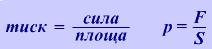 тиск = сила / площа    p = F / S